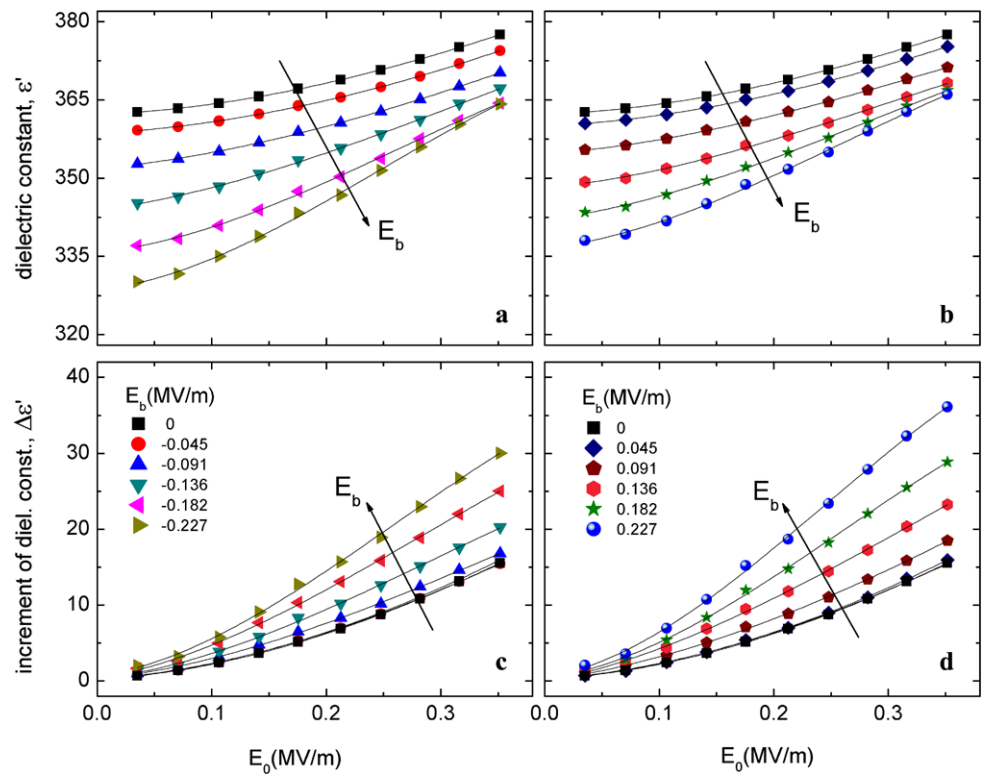 dielectric constant, ε'
380
365
350
335
320
E_b
a
E_b
b
increment of diel. const., Δε'
40
30
20
10
0
E_b(MV/m)
0
-0.045
-0.091
-0.136
-0.182
-0.227
E_b
c
E_b(MV/m)
0
0.045
0.091
0.136
0.182
0.227
E_b
d
0.0 0.1 0.2 0.3 0.0 0.1 0.2 0.3
E_0(MV/m) E_0(MV/m)